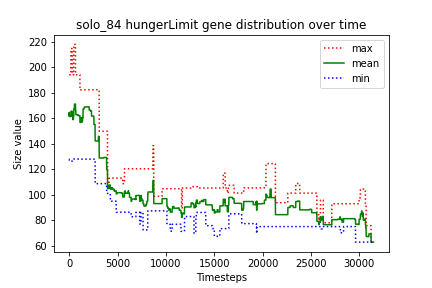 solo_84 hungerLimit gene distribution over time
220
200
180
160
140
120
100
80
60
Size value
max
mean
min
0 5000 10000 15000 20000 25000 30000
Timesteps